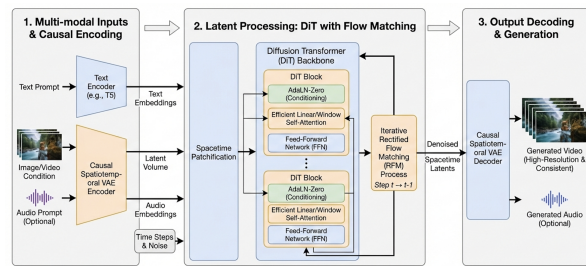 1. Multi-modal Inputs
& Causal Encoding
Text Prompt
Text
Encoder
(e.g., T5)
Text
Embeddings
Image/Video
Condition
Causal
Spatiotemp-
oral VAE
Encoder
Latent
Volume
Audio Prompt
(Optional)
Audio
Embeddings
Time Steps
& Noise
2. Latent Processing: DiT with Flow Matching
Spacetime
Patchification
Diffusion Transformer
(DiT) Backbone
DiT Block
AdaLN-Zero
(Conditioning)
Efficient Linear/Window
Self-Attention
Feed-Forward
Network (FFN)
DiT Block
AdaLN-Zero
(Conditioning)
Efficient Linear/Window
Self-Attention
Feed-Forward
Network (FFN)
Iterative
Rectified
Flow
Matching
(RFM)
Process
Step t → t-1
Denoised
Spacetime
Latents
3. Output Decoding
& Generation
Causal
Spatiotemp-
oral VAE
Decoder
Generated Video
(High-Resolution &
Consistent)
Generated Audio
(Optional)